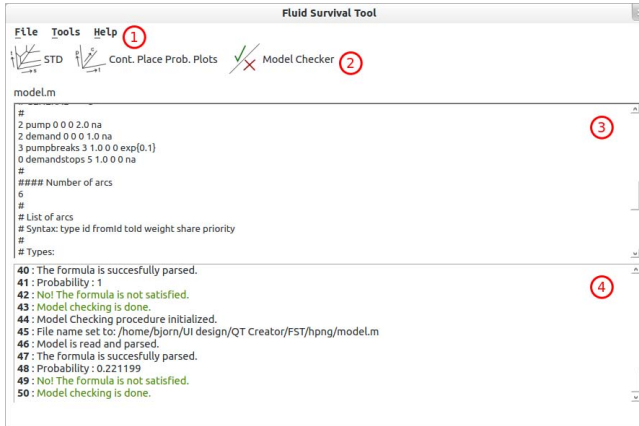 Fluid Survival Tool
File Tools Help 1
STD Cont. Place Prob. Plots Model Checker 2
model.m
#
2 pump 0 0 0 2.0 na
2 demand 0 0 0 1.0 na
3 pumpbreaks 3 1.0 0 0 exp{0.1}
0 demandstops 5 1.0 0 0 na
#
#### Number of arcs
6
#
# List of arcs
# Syntax: type id fromId toId weight share priority
#
# Types:
3
40 : The formula is succesfully parsed.
41 : Probability : 1
42 : No! The formula is not satisfied.
43 : Model checking is done.
44 : Model Checking procedure initialized.
45 : File name set to: /home/bjorn/UI design/QT Creator/FST/hpng/model.m
46 : Model is read and parsed.
47 : The formula is succesfully parsed.
48 : Probability : 0.221199
49 : No! The formula is not satisfied.
50 : Model checking is done.
4